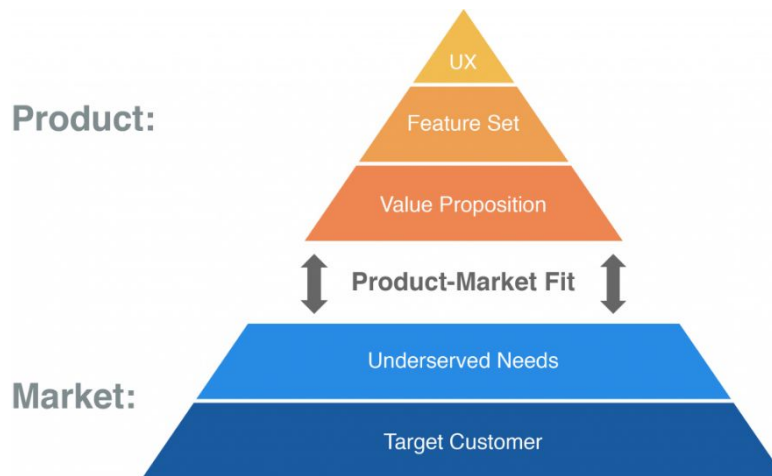 UX
Product:
Feature Set
Value Proposition
Product-Market Fit
Underserved Needs
Market:
Target Customer